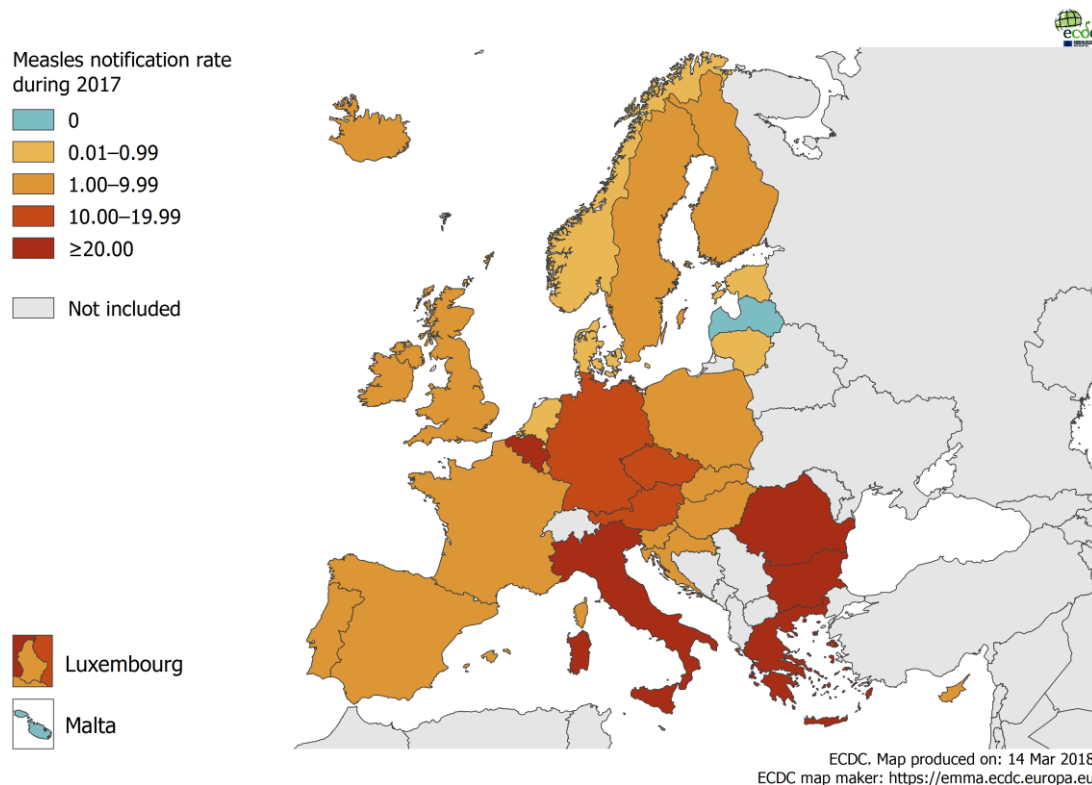 ecdc
Measles notification rate
during 2017
0
0.01–0.99
1.00–9.99
10.00–19.99
≥20.00
Not included
Luxembourg
Malta
ECDC. Map produced on: 14 Mar 2018
ECDC map maker: https://emma.ecdc.europa.eu